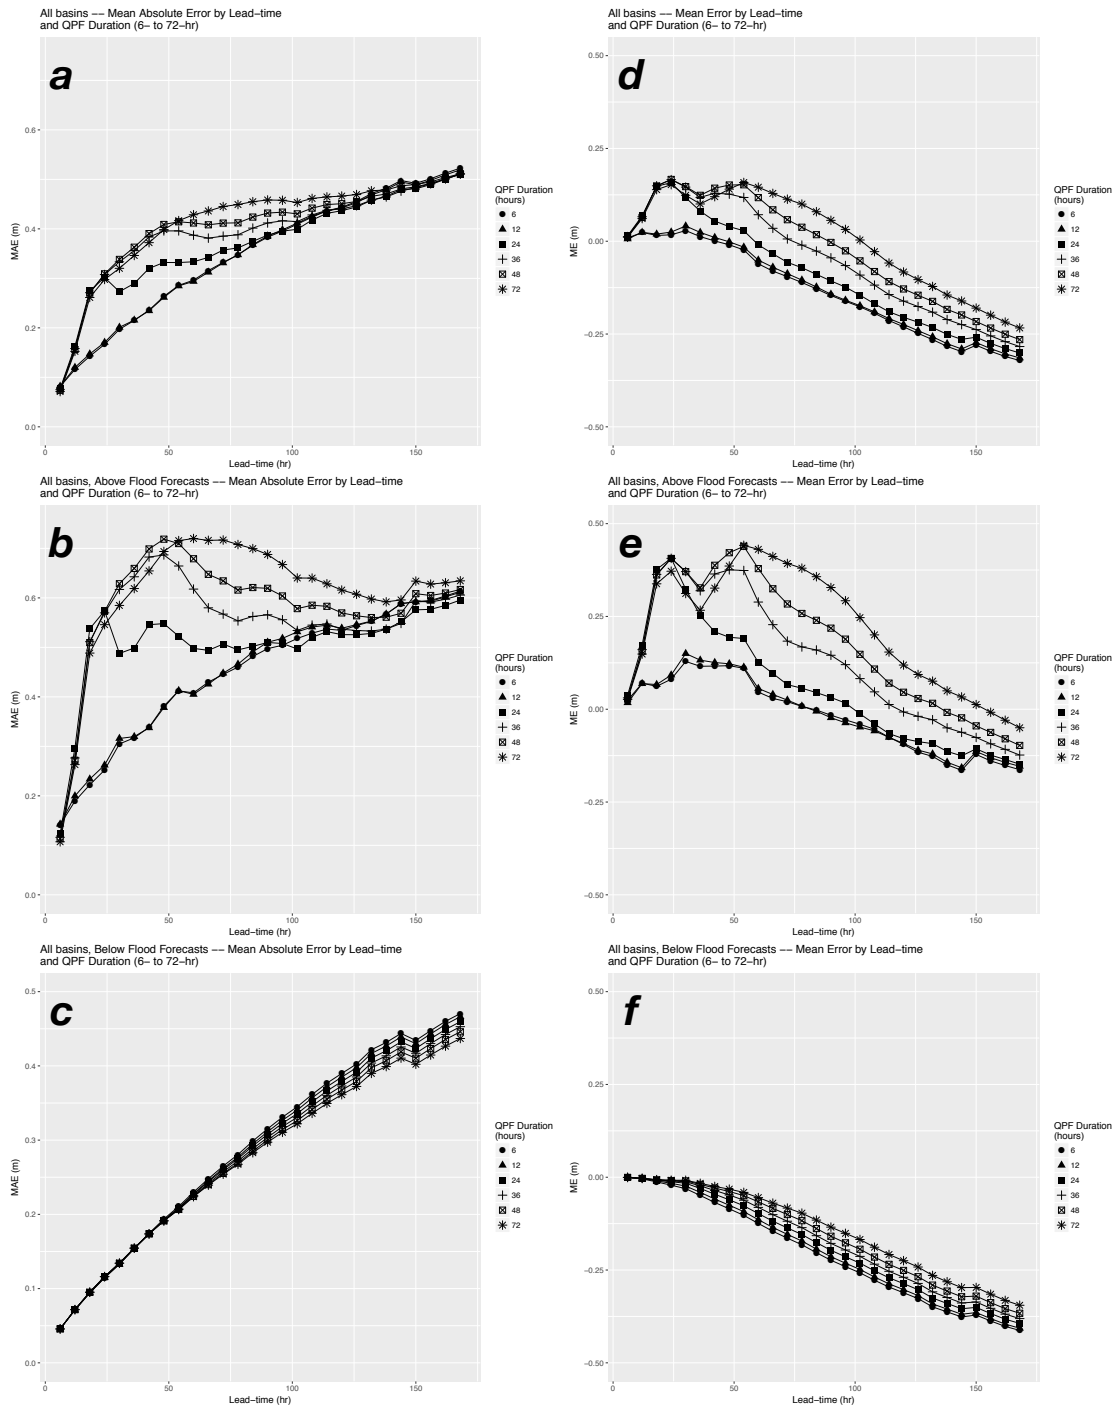 All basins −− Mean Absolute Error by Lead−time
and QPF Duration (6− to 72−hr)
a
0.6
0.4
0.2
0.0
MAE (m)
0
50
100
150
Lead−time (hr)
QPF Duration
(hours)
6
12
24
36
48
72
All basins −− Mean Error by Lead−time
and QPF Duration (6− to 72−hr)
d
0.50
0.25
0.00
−0.25
−0.50
ME (m)
0
50
100
150
Lead−time (hr)
QPF Duration
(hours)
6
12
24
36
48
72
All basins, Above Flood Forecasts −− Mean Absolute Error by Lead−time
and QPF Duration (6− to 72−hr)
b
0.6
0.4
0.2
0.0
MAE (m)
0
50
100
150
Lead−time (hr)
QPF Duration
(hours)
6
12
24
36
48
72
All basins, Above Flood Forecasts −− Mean Error by Lead−time
and QPF Duration (6− to 72−hr)
e
0.50
0.25
0.00
−0.25
−0.50
ME (m)
0
50
100
150
Lead−time (hr)
QPF Duration
(hours)
6
12
24
36
48
72
All basins, Below Flood Forecasts −− Mean Absolute Error by Lead−time
and QPF Duration (6− to 72−hr)
c
0.5
0.4
0.3
0.2
0.1
0.0
MAE (m)
0
50
100
150
Lead−time (hr)
QPF Duration
(hours)
6
12
24
36
48
72
All basins, Below Flood Forecasts −− Mean Error by Lead−time
and QPF Duration (6− to 72−hr)
f
0.50
0.25
0.00
−0.25
−0.50
ME (m)
0
50
100
150
Lead−time (hr)
QPF Duration
(hours)
6
12
24
36
48
72